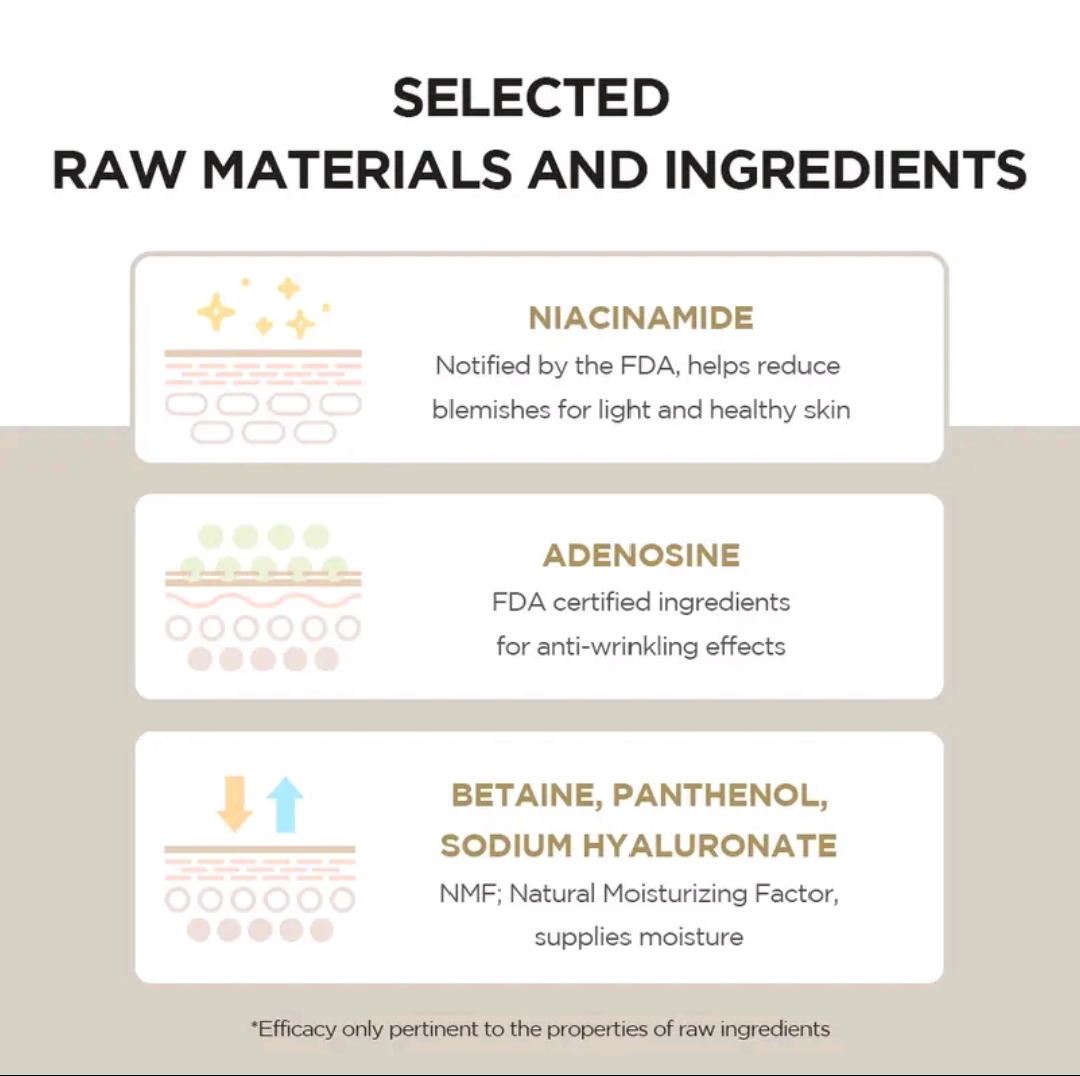 SELECTED
RAW MATERIALS AND INGREDIENTS
NIACINAMIDE
Notified by the FDA, helps reduce
blemishes for light and healthy skin
ADENOSINE
FDA certified ingredients
for anti-wrinkling effects
BETAINE, PANTHENOL,
SODIUM HYALURONATE
NMF; Natural Moisturizing Factor,
supplies moisture
*Efficacy only pertinent to the properties of raw ingredients